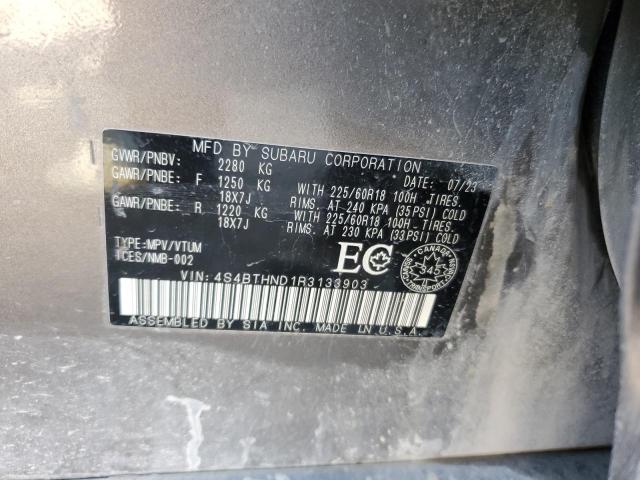 MFD BY SUBARU CORPORATION
GVWR/PNBV: 2280 KG DATE: 07/23
GAWR/PNBE: F 1250 KG WITH 225/60R18 100H TIRES.
18X7J RIMS. AT 240 KPA (35PSI) COLD
GAWR/PNBE: R 1220 KG WITH 225/60R18 100H TIRES.
18X7J RIMS. AT 230 KPA (33PSI) COLD
TYPE:MPV/VTUM
ICES/NMB-002
EC
CANADA
345
TRANSPORT
VIN: 4S4BTHND1R3133903
ASSEMBLED BY SIA INC. MADE IN U.S.A.